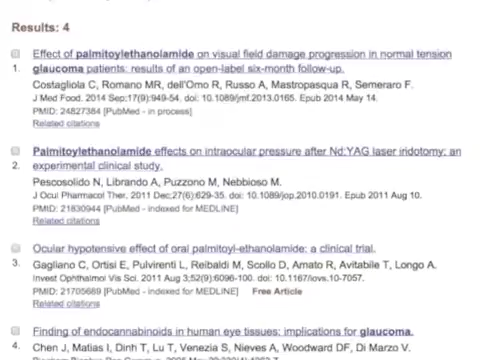 Results: 4
Effect of palmitoylethanolamide on visual field damage progression in normal tension
1. glaucoma patients: results of an open-label six-month follow-up.
Costagliola C, Romano MR, dell'Omo R, Russo A, Mastropasqua R, Semeraro F.
J Med Food. 2014 Sep;17(9):949-54. doi: 10.1089/jmf.2013.0165. Epub 2014 May 14.
PMID: 24827384 [PubMed - in process]
Related citations
Palmitoylethanolamide effects on intraocular pressure after Nd:YAG laser iridotomy: an
2. experimental clinical study.
Pescosolido N, Librando A, Puzzono M, Nebbioso M.
J Ocul Pharmacol Ther. 2011 Dec;27(6):629-35. doi: 10.1089/jop.2010.0191. Epub 2011 Aug 10.
PMID: 21830944 [PubMed - indexed for MEDLINE]
Related citations
Ocular hypotensive effect of oral palmitoyl-ethanolamide: a clinical trial.
3. Gagliano C, Ortisi E, Pulvirenti L, Reibaldi M, Scollo D, Amato R, Avitabile T, Longo A.
Invest Ophthalmol Vis Sci. 2011 Aug 3;52(9):6096-100. doi: 10.1167/iovs.10-7057.
PMID: 21705689 [PubMed - indexed for MEDLINE] Free Article
Related citations
Finding of endocannabinoids in human eye tissues: implications for glaucoma.
4. Chen J, Matias I, Dinh T, Lu T, Venezia S, Nieves A, Woodward DF, Di Marzo V.